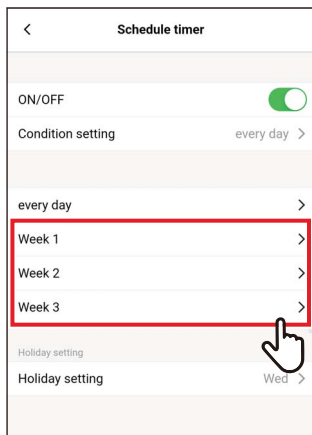 Schedule timer
ON/OFF
Condition setting every day
every day
Week 1
Week 2
Week 3
Holiday setting
Holiday setting Wed